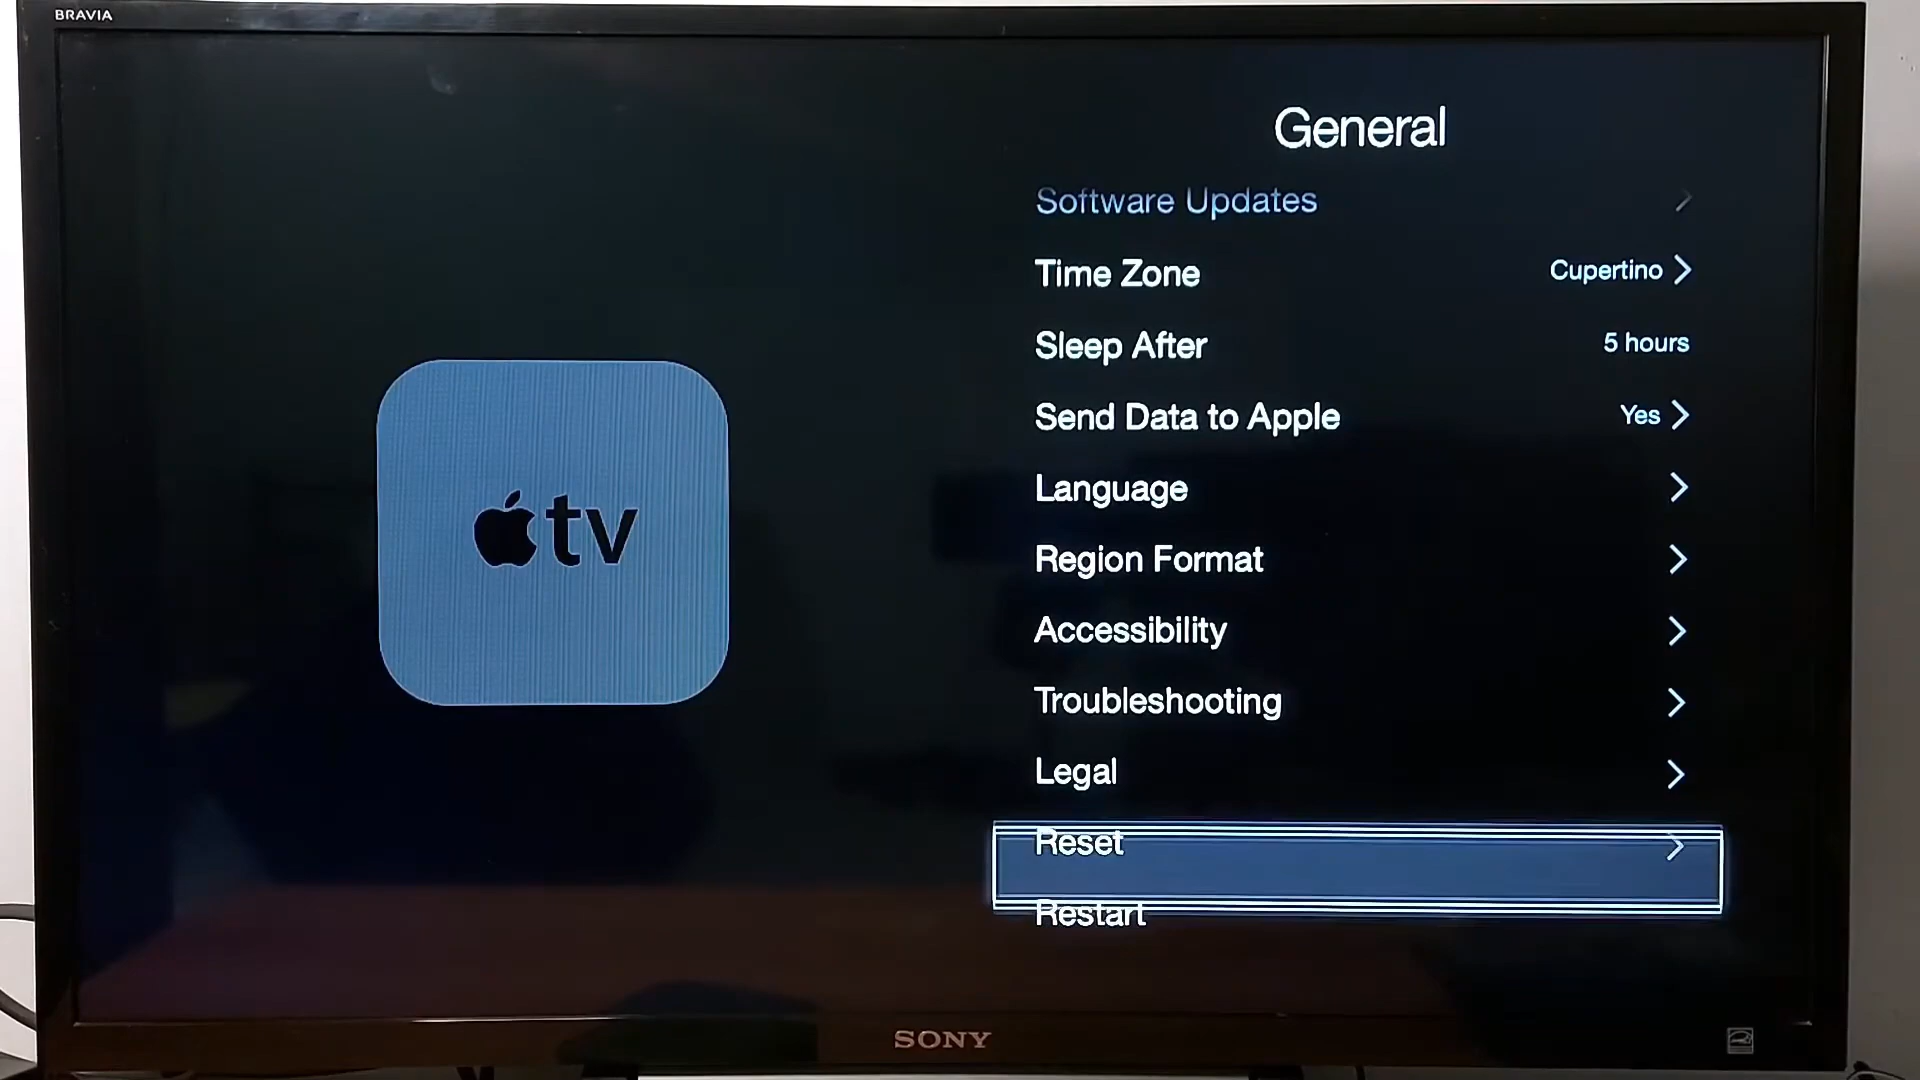 BRAVIA
General
Software Updates
Time Zone Cupertino
Sleep After 5 hours
Send Data to Apple Yes
Language
Region Format
Accessibility
Troubleshooting
Legal
Reset
Restart
tv
SONY